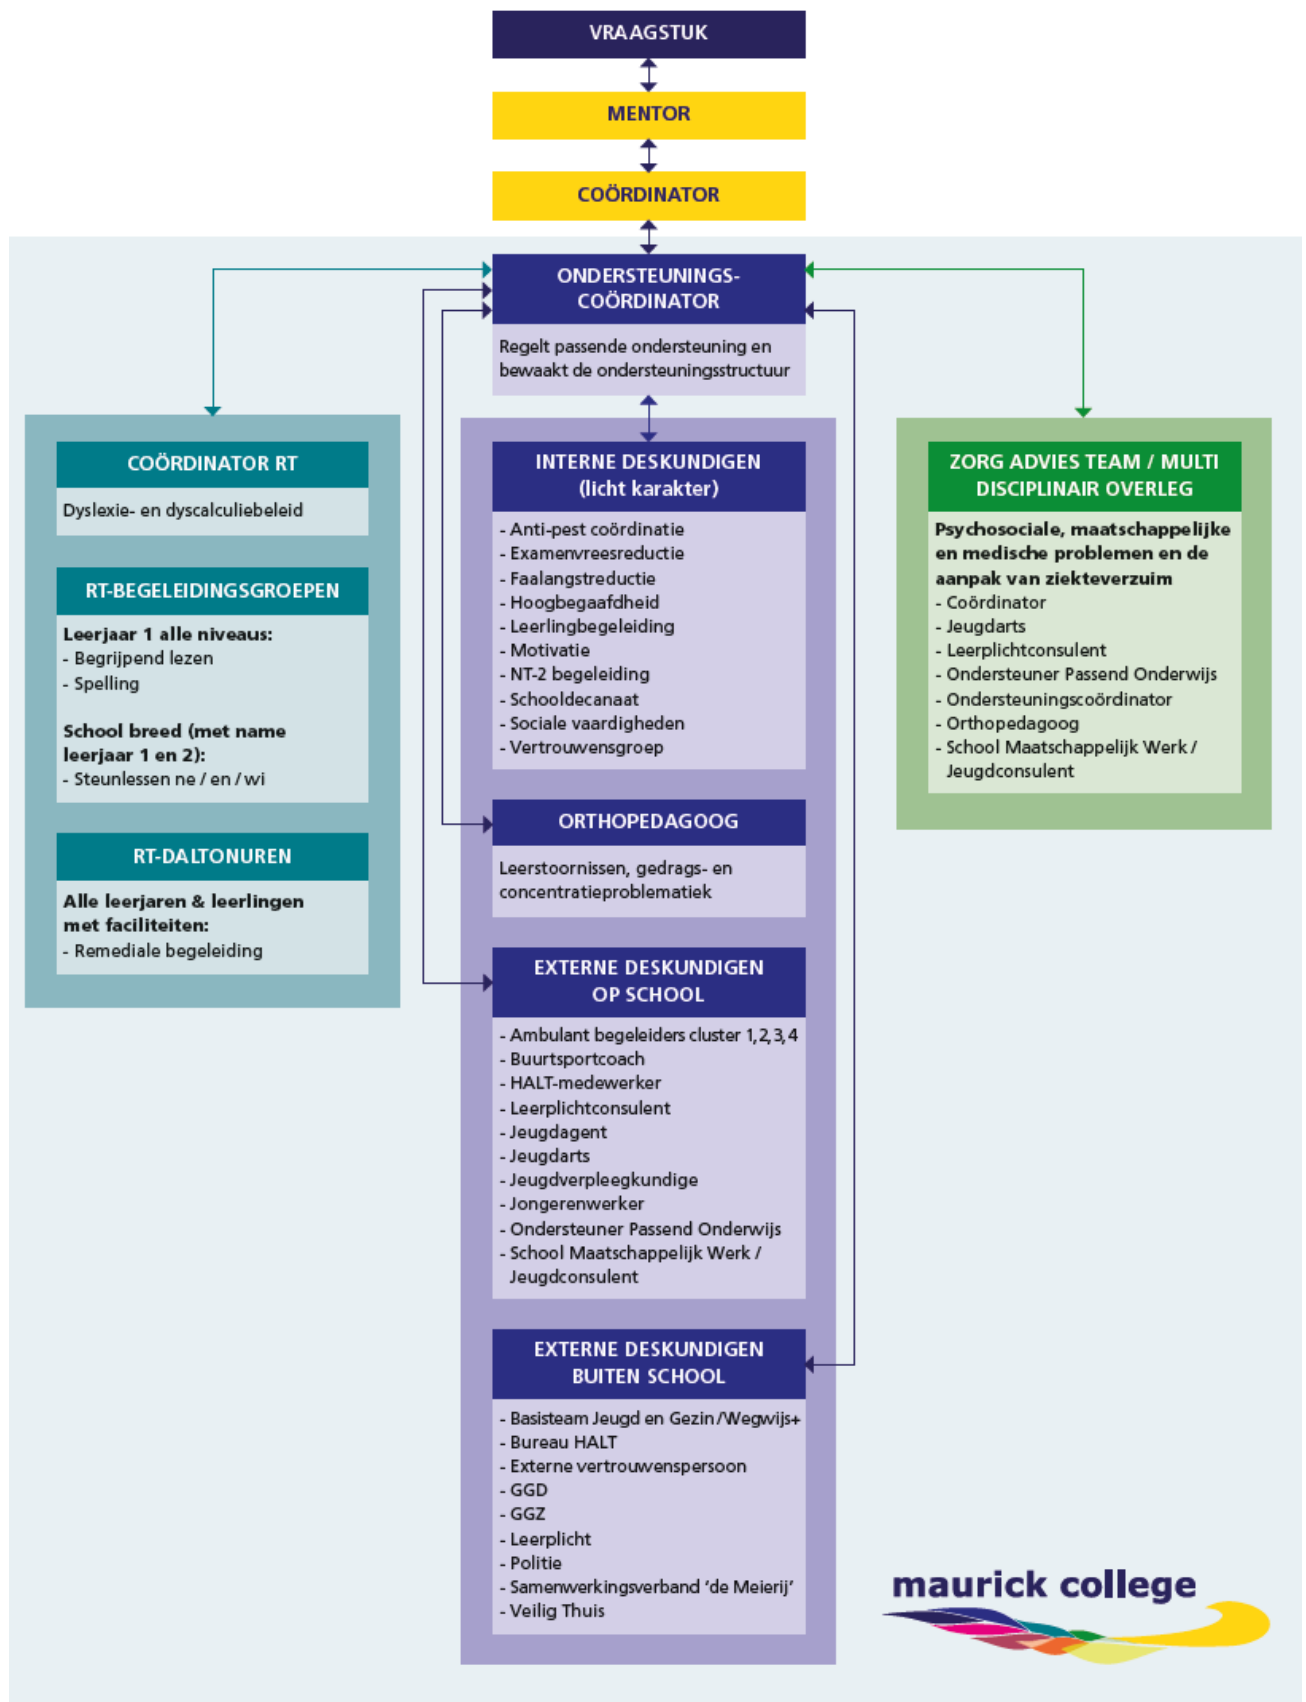 VRAAGSTUK
MENTOR
COÖRDINATOR
ONDERSTEUNINGS-
COÖRDINATOR
Regelt passende ondersteuning en
bewaakt de ondersteuningsstructuur
COÖRDINATOR RT
Dyslexie- en dyscalculiebeleid
RT-BEGELEIDINGSGROEPEN
Leerjaar 1 alle niveaus:
- Begrijpend lezen
- Spelling
School breed (met name
leerjaar 1 en 2):
- Steunlessen ne / en / wi
RT-DALTONUREN
Alle leerjaren & leerlingen
met faciliteiten:
- Remediale begeleiding
INTERNE DESKUNDIGEN
(licht karakter)
- Anti-pest coördinatie
- Examenvreesreductie
- Faalangstreductie
- Hoogbegaafdheid
- Leerlingbegeleiding
- Motivatie
- NT-2 begeleiding
- Schooldecanaat
- Sociale vaardigheden
- Vertrouwensgroep
ORTHOPEDAGOOG
Leerstoornissen, gedrags- en
concentratieproblematiek
EXTERNE DESKUNDIGEN
OP SCHOOL
- Ambulant begeleiders cluster 1,2,3,4
- Buurtsportcoach
- HALT-medewerker
- Leerplichtconsulent
- Jeugdagent
- Jeugdarts
- Jeugdverpleegkundige
- Jongerenwerker
- Ondersteuner Passend Onderwijs
- School Maatschappelijk Werk /
Jeugdconsulent
EXTERNE DESKUNDIGEN
BUITEN SCHOOL
- Basisteam Jeugd en Gezin/Wegwijs+
- Bureau HALT
- Externe vertrouwenspersoon
- GGD
- GGZ
- Leerplicht
- Politie
- Samenwerkingsverband 'de Meierij'
- Veilig Thuis
ZORG ADVIES TEAM / MULTI
DISCIPLINAIR OVERLEG
Psychosociale, maatschappelijke
en medische problemen en de
aanpak van ziekteverzuim
- Coördinator
- Jeugdarts
- Leerplichtconsulent
- Ondersteuner Passend Onderwijs
- Ondersteuningscoördinator
- Orthopedagoog
- School Maatschappelijk Werk /
Jeugdconsulent
maurick college